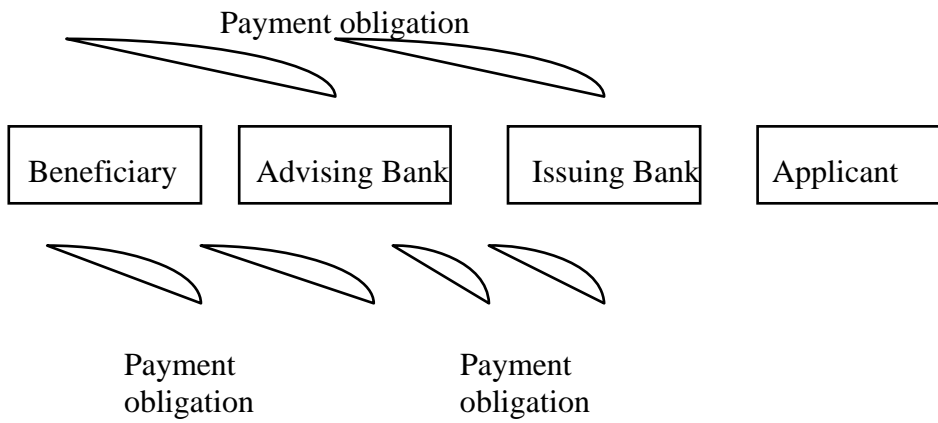 Payment obligation
Beneficiary Advising Bank Issuing Bank Applicant
Payment
obligation
Payment
obligation